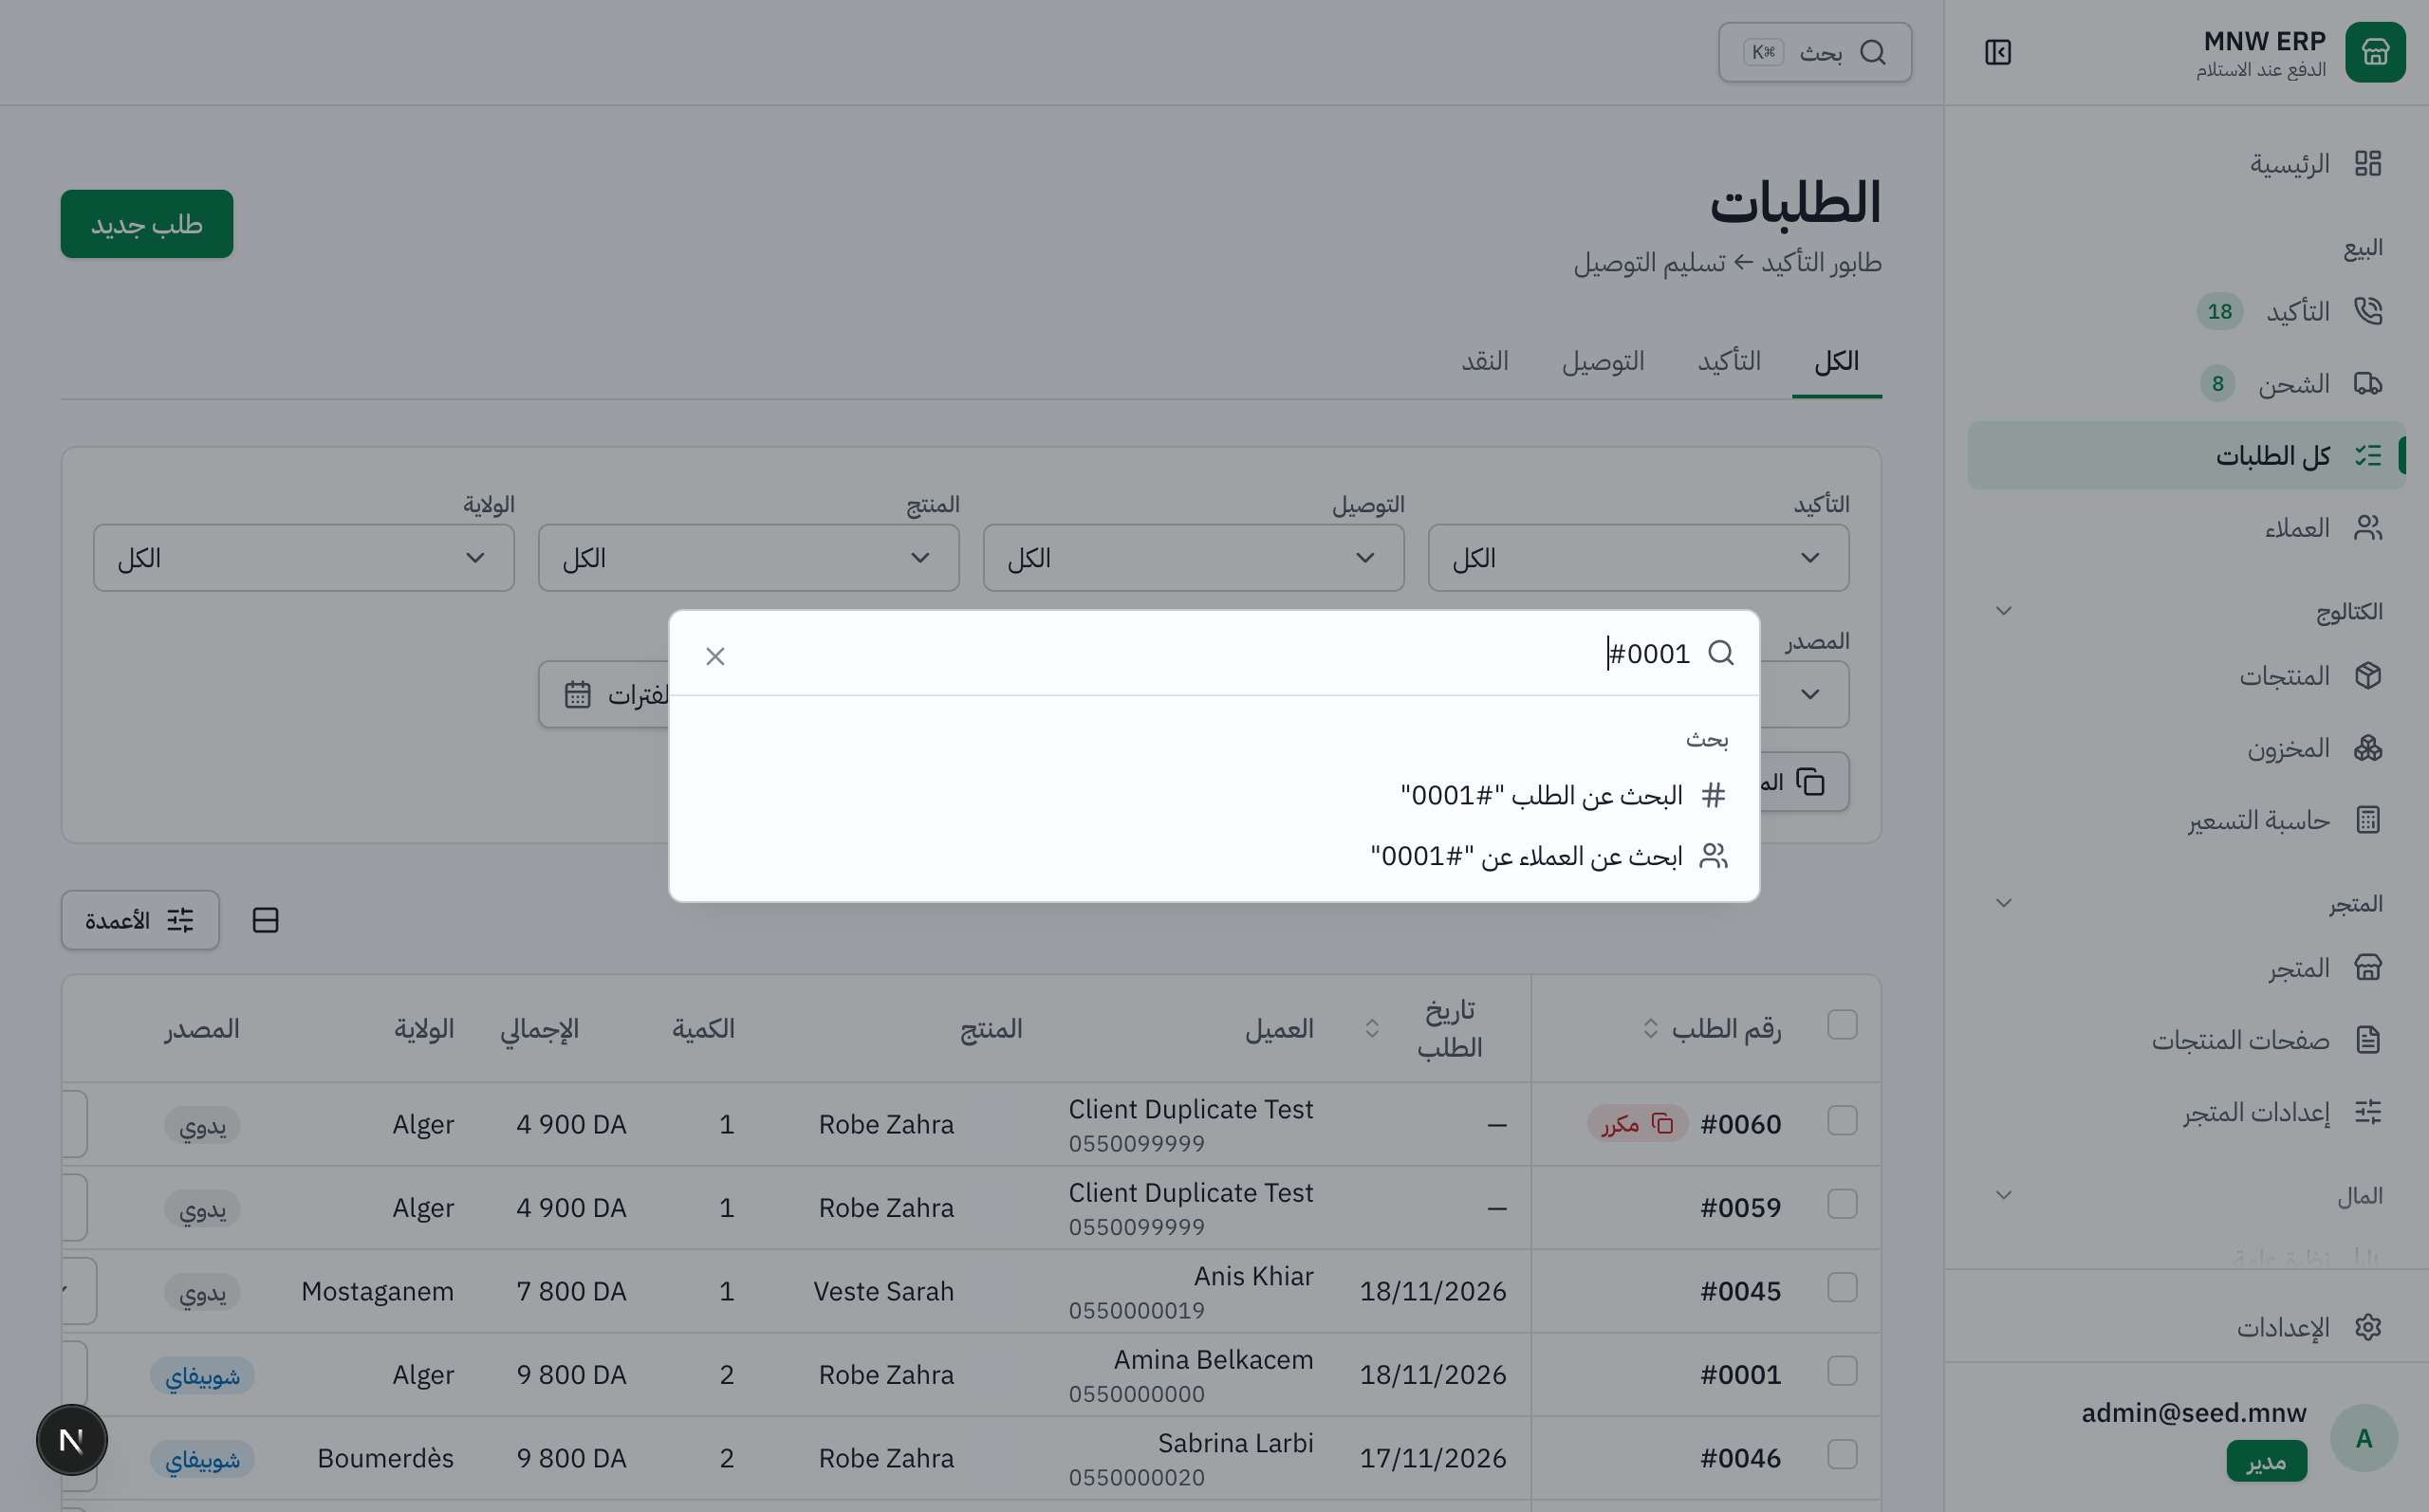 MNW ERP
الدفع عند الاستلام
بحث ⌘K
الرئيسية
البيع
التأكيد 18
الشحن 8
كل الطلبات
العملاء
الكتالوج
المنتجات
المخزون
حاسبة التسعير
المتجر
المتجر
صفحات المنتجات
إعدادات المتجر
المال
الإعدادات
admin@seed.mnw
مدير
A
الطلبات
طابور التأكيد ← تسليم التوصيل
طلب جديد
الكل التأكيد التوصيل النقد
التأكيد التوصيل المنتج الولاية
الكل الكل الكل الكل
المصدر
#0001
بحث
البحث عن الطلب "#0001"
ابحث عن العملاء عن "#0001"
الأعمدة
رقم الطلب تاريخ الطلب العميل المنتج الكمية الإجمالي الولاية المصدر
#0060 مكرر — Client Duplicate Test 0550099999 Robe Zahra 1 4 900 DA Alger يدوي
#0059 — Client Duplicate Test 0550099999 Robe Zahra 1 4 900 DA Alger يدوي
#0045 18/11/2026 Anis Khiar 0550000019 Veste Sarah 1 7 800 DA Mostaganem يدوي
#0001 18/11/2026 Amina Belkacem 0550000000 Robe Zahra 2 9 800 DA Alger شوبيفاي
#0046 17/11/2026 Sabrina Larbi 0550000020 Robe Zahra 2 9 800 DA Boumerdès شوبيفاي
N